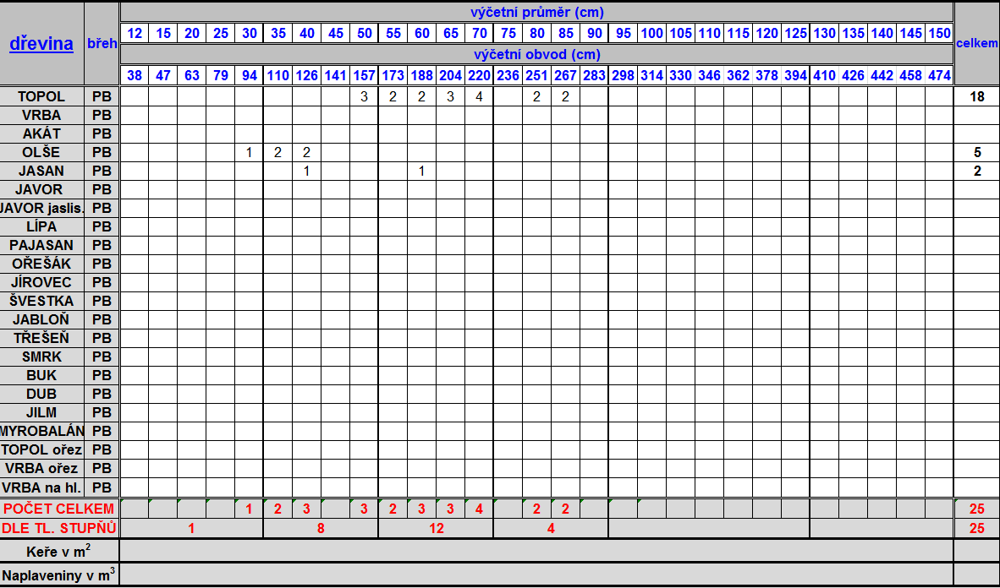 dřevina břeh výčetní průměr (cm) celkem
12 15 20 25 30 35 40 45 50 55 60 65 70 75 80 85 90 95 100 105 110 115 120 125 130 135 140 145 150
výčetní obvod (cm)
38 47 63 79 94 110 126 141 157 173 188 204 220 236 251 267 283 298 314 330 346 362 378 394 410 426 442 458 474
TOPOL PB 3 2 2 3 4 2 2 18
VRBA PB
AKÁT PB
OLŠE PB 1 2 2 5
JASAN PB 1 1 2
JAVOR PB
JAVOR jaslis. PB
LÍPA PB
PAJASAN PB
OŘEŠÁK PB
JÍROVEC PB
ŠVESTKA PB
JABLOŇ PB
TŘEŠEŇ PB
SMRK PB
BUK PB
DUB PB
JILM PB
MYROBALÁN PB
TOPOL ořez PB
VRBA ořez PB
VRBA na hl. PB
POČET CELKEM 1 2 3 3 2 3 3 4 2 2 25
DLE TL. STUPŇŮ 1 8 12 4 25
Keře v m²
Naplaveniny v m³